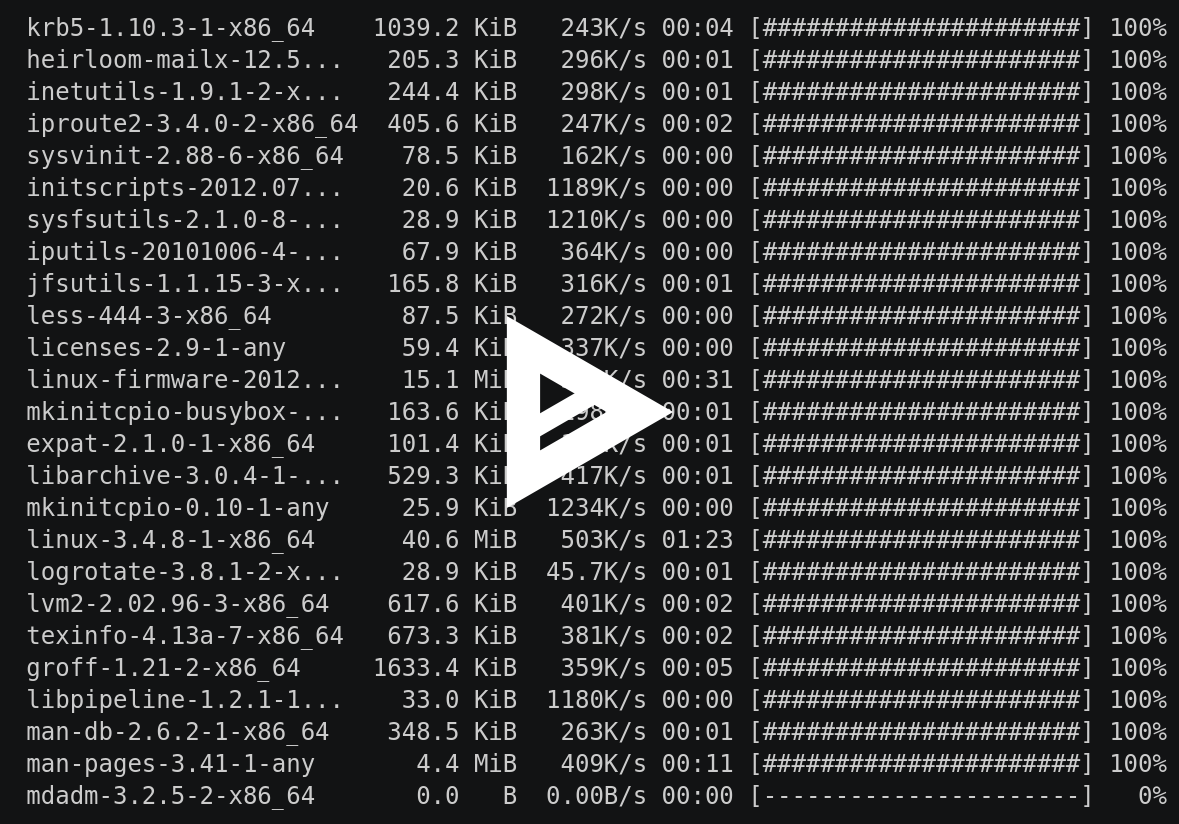 krb5-1.10.3-1-x86_64 1039.2 KiB 243K/s 00:04 [######################] 100%
heirloom-mailx-12.5... 205.3 KiB 296K/s 00:01 [######################] 100%
inetutils-1.9.1-2-x... 244.4 KiB 298K/s 00:01 [######################] 100%
iproute2-3.4.0-2-x86_64 405.6 KiB 247K/s 00:02 [######################] 100%
sysvinit-2.88-6-x86_64 78.5 KiB 162K/s 00:00 [######################] 100%
initscripts-2012.07... 20.6 KiB 1189K/s 00:00 [######################] 100%
sysfsutils-2.1.0-8-... 28.9 KiB 1210K/s 00:00 [######################] 100%
iputils-20101006-4-... 67.9 KiB 364K/s 00:00 [######################] 100%
jfsutils-1.1.15-3-x... 165.8 KiB 316K/s 00:01 [######################] 100%
less-444-3-x86_64 87.5 KiB 272K/s 00:00 [######################] 100%
licenses-2.9-1-any 59.4 KiB 337K/s 00:00 [######################] 100%
linux-firmware-2012... 15.1 MiB 00:31 [######################] 100%
mkinitcpio-busybox-... 163.6 KiB 00:01 [######################] 100%
expat-2.1.0-1-x86_64 101.4 KiB 00:01 [######################] 100%
libarchive-3.0.4-1-... 529.3 KiB 417K/s 00:01 [######################] 100%
mkinitcpio-0.10-1-any 25.9 KiB 1234K/s 00:00 [######################] 100%
linux-3.4.8-1-x86_64 40.6 MiB 503K/s 01:23 [######################] 100%
logrotate-3.8.1-2-x... 28.9 KiB 45.7K/s 00:01 [######################] 100%
lvm2-2.02.96-3-x86_64 617.6 KiB 401K/s 00:02 [######################] 100%
texinfo-4.13a-7-x86_64 673.3 KiB 381K/s 00:02 [######################] 100%
groff-1.21-2-x86_64 1633.4 KiB 359K/s 00:05 [######################] 100%
libpipeline-1.2.1-1... 33.0 KiB 1180K/s 00:00 [######################] 100%
man-db-2.6.2-1-x86_64 348.5 KiB 263K/s 00:01 [######################] 100%
man-pages-3.41-1-any 4.4 MiB 409K/s 00:11 [######################] 100%
mdadm-3.2.5-2-x86_64 0.0 B 0.00B/s 00:00 [----------------------] 0%